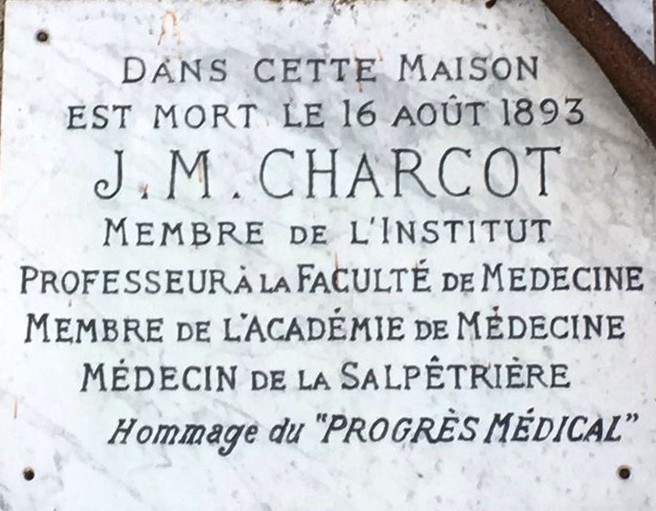 DANS CETTE MAISON
EST MORT LE 16 AOÛT 1893
J. M. CHARCOT
MEMBRE DE L'INSTITUT
PROFESSEUR À LA FACULTÉ DE MEDECINE
MEMBRE DE L'ACADÉMIE DE MÉDECINE
MÉDECIN DE LA SALPÊTRIÈRE
Hommage du "PROGRÈS MÉDICAL"